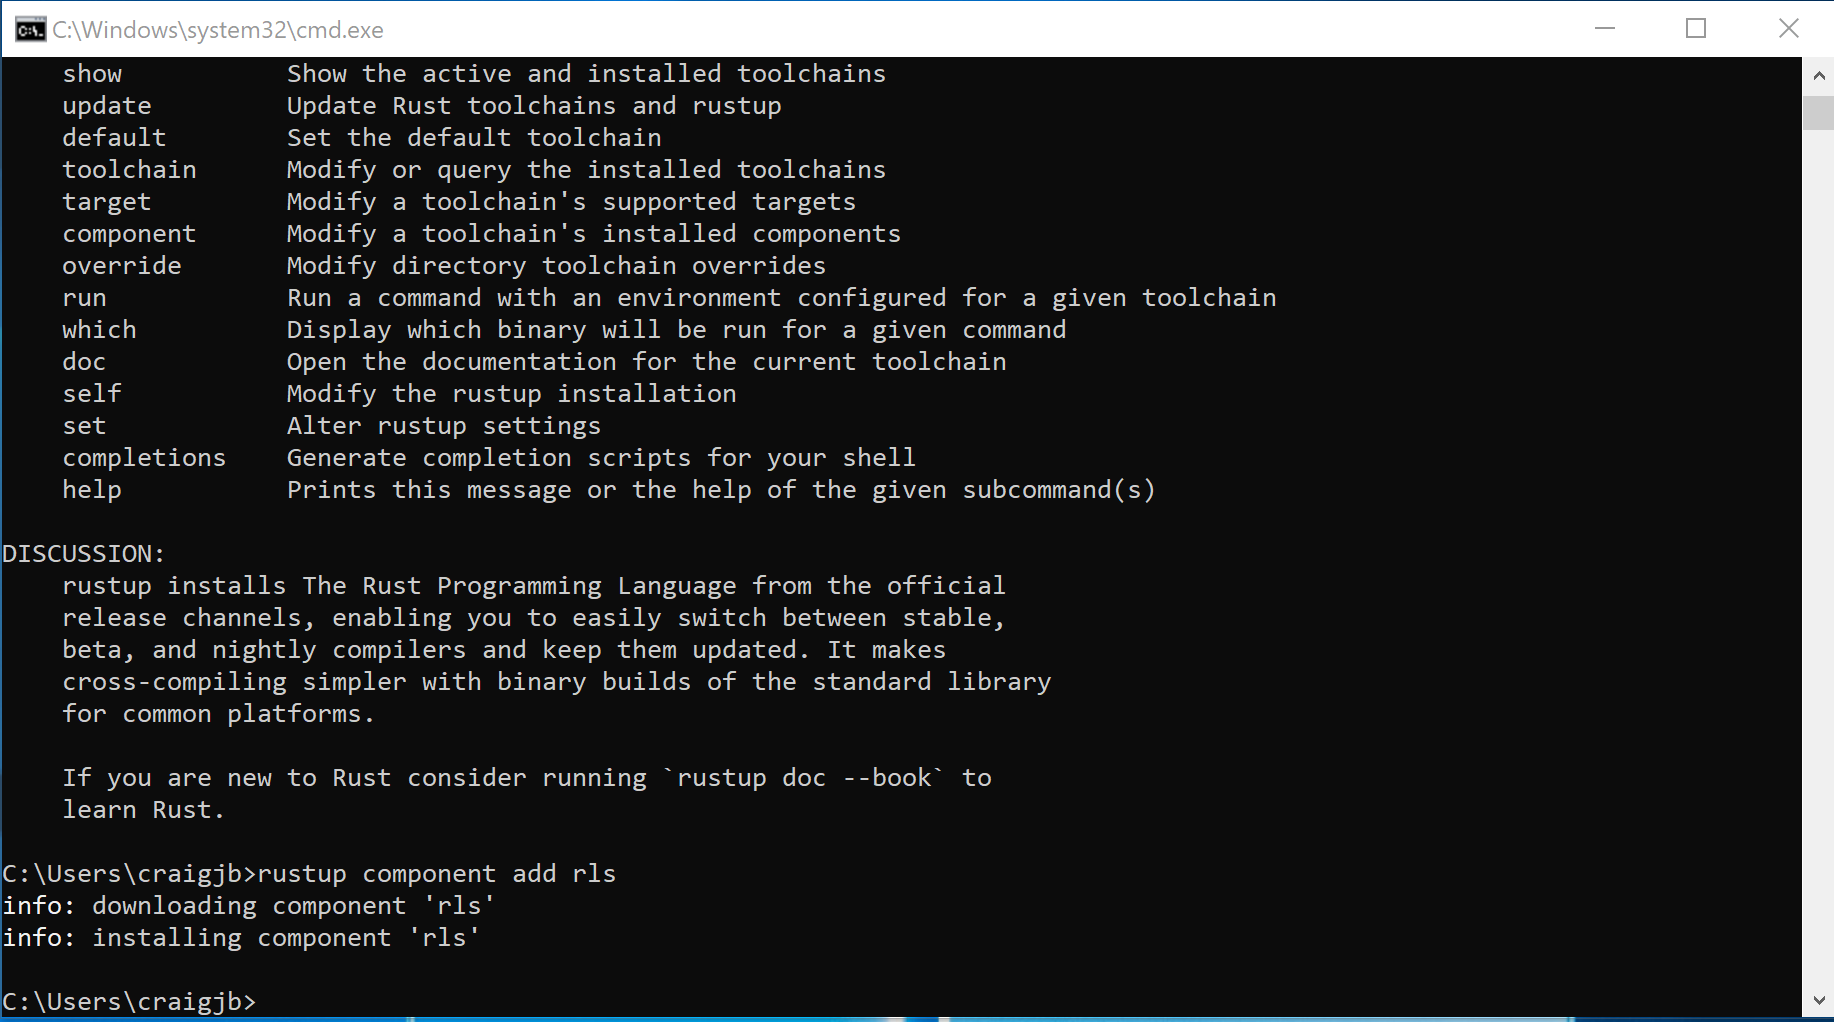 C:\Windows\system32\cmd.exe
show Show the active and installed toolchains
update Update Rust toolchains and rustup
default Set the default toolchain
toolchain Modify or query the installed toolchains
target Modify a toolchain's supported targets
component Modify a toolchain's installed components
override Modify directory toolchain overrides
run Run a command with an environment configured for a given toolchain
which Display which binary will be run for a given command
doc Open the documentation for the current toolchain
self Modify the rustup installation
set Alter rustup settings
completions Generate completion scripts for your shell
help Prints this message or the help of the given subcommand(s)
DISCUSSION:
rustup installs The Rust Programming Language from the official
release channels, enabling you to easily switch between stable,
beta, and nightly compilers and keep them updated. It makes
cross-compiling simpler with binary builds of the standard library
for common platforms.
If you are new to Rust consider running `rustup doc --book` to
learn Rust.
C:\Users\craigjb>rustup component add rls
info: downloading component 'rls'
info: installing component 'rls'
C:\Users\craigjb>